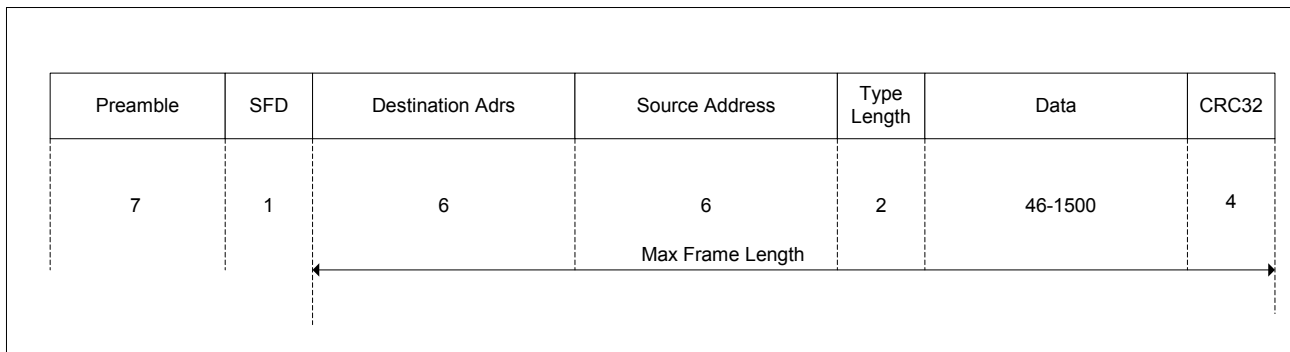 Preamble
SFD
Destination Adrs
Source Address
Type
Length
Data
CRC32
7
1
6
6
2
46-1500
4
Max Frame Length